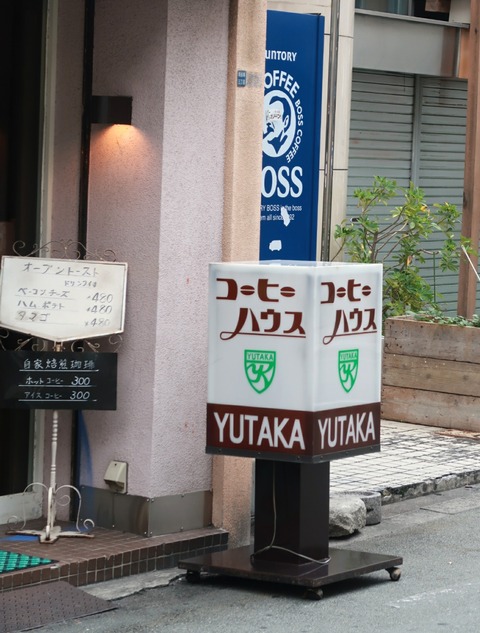 SUNTORY
COFFEE
BOSS COFFEE
BOSS
オープントースト
ドリンク付
ベーコンチーズ ¥480
ハムポテト ¥480
タマゴ ¥480
自家焙煎珈琲
ホットコーヒー 300
アイスコーヒー 300
コーヒー
ハウス
YUTAKA
YUTAKA
コーヒー
ハウス
YUTAKA
YUTAKA